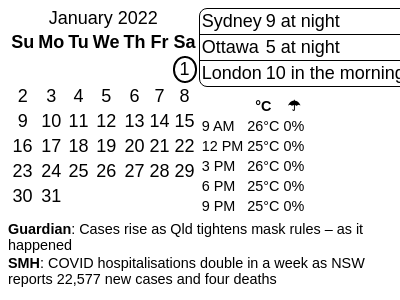 January 2022
Su Mo Tu We Th Fr Sa
1
2 3 4 5 6 7 8
9 10 11 12 13 14 15
16 17 18 19 20 21 22
23 24 25 26 27 28 29
30 31
Sydney 9 at night
Ottawa 5 at night
London 10 in the morning
°C ☂
9 AM 26°C 0%
12 PM 25°C 0%
3 PM 26°C 0%
6 PM 25°C 0%
9 PM 25°C 0%
Guardian: Cases rise as Qld tightens mask rules – as it
happened
SMH: COVID hospitalisations double in a week as NSW
reports 22,577 new cases and four deaths